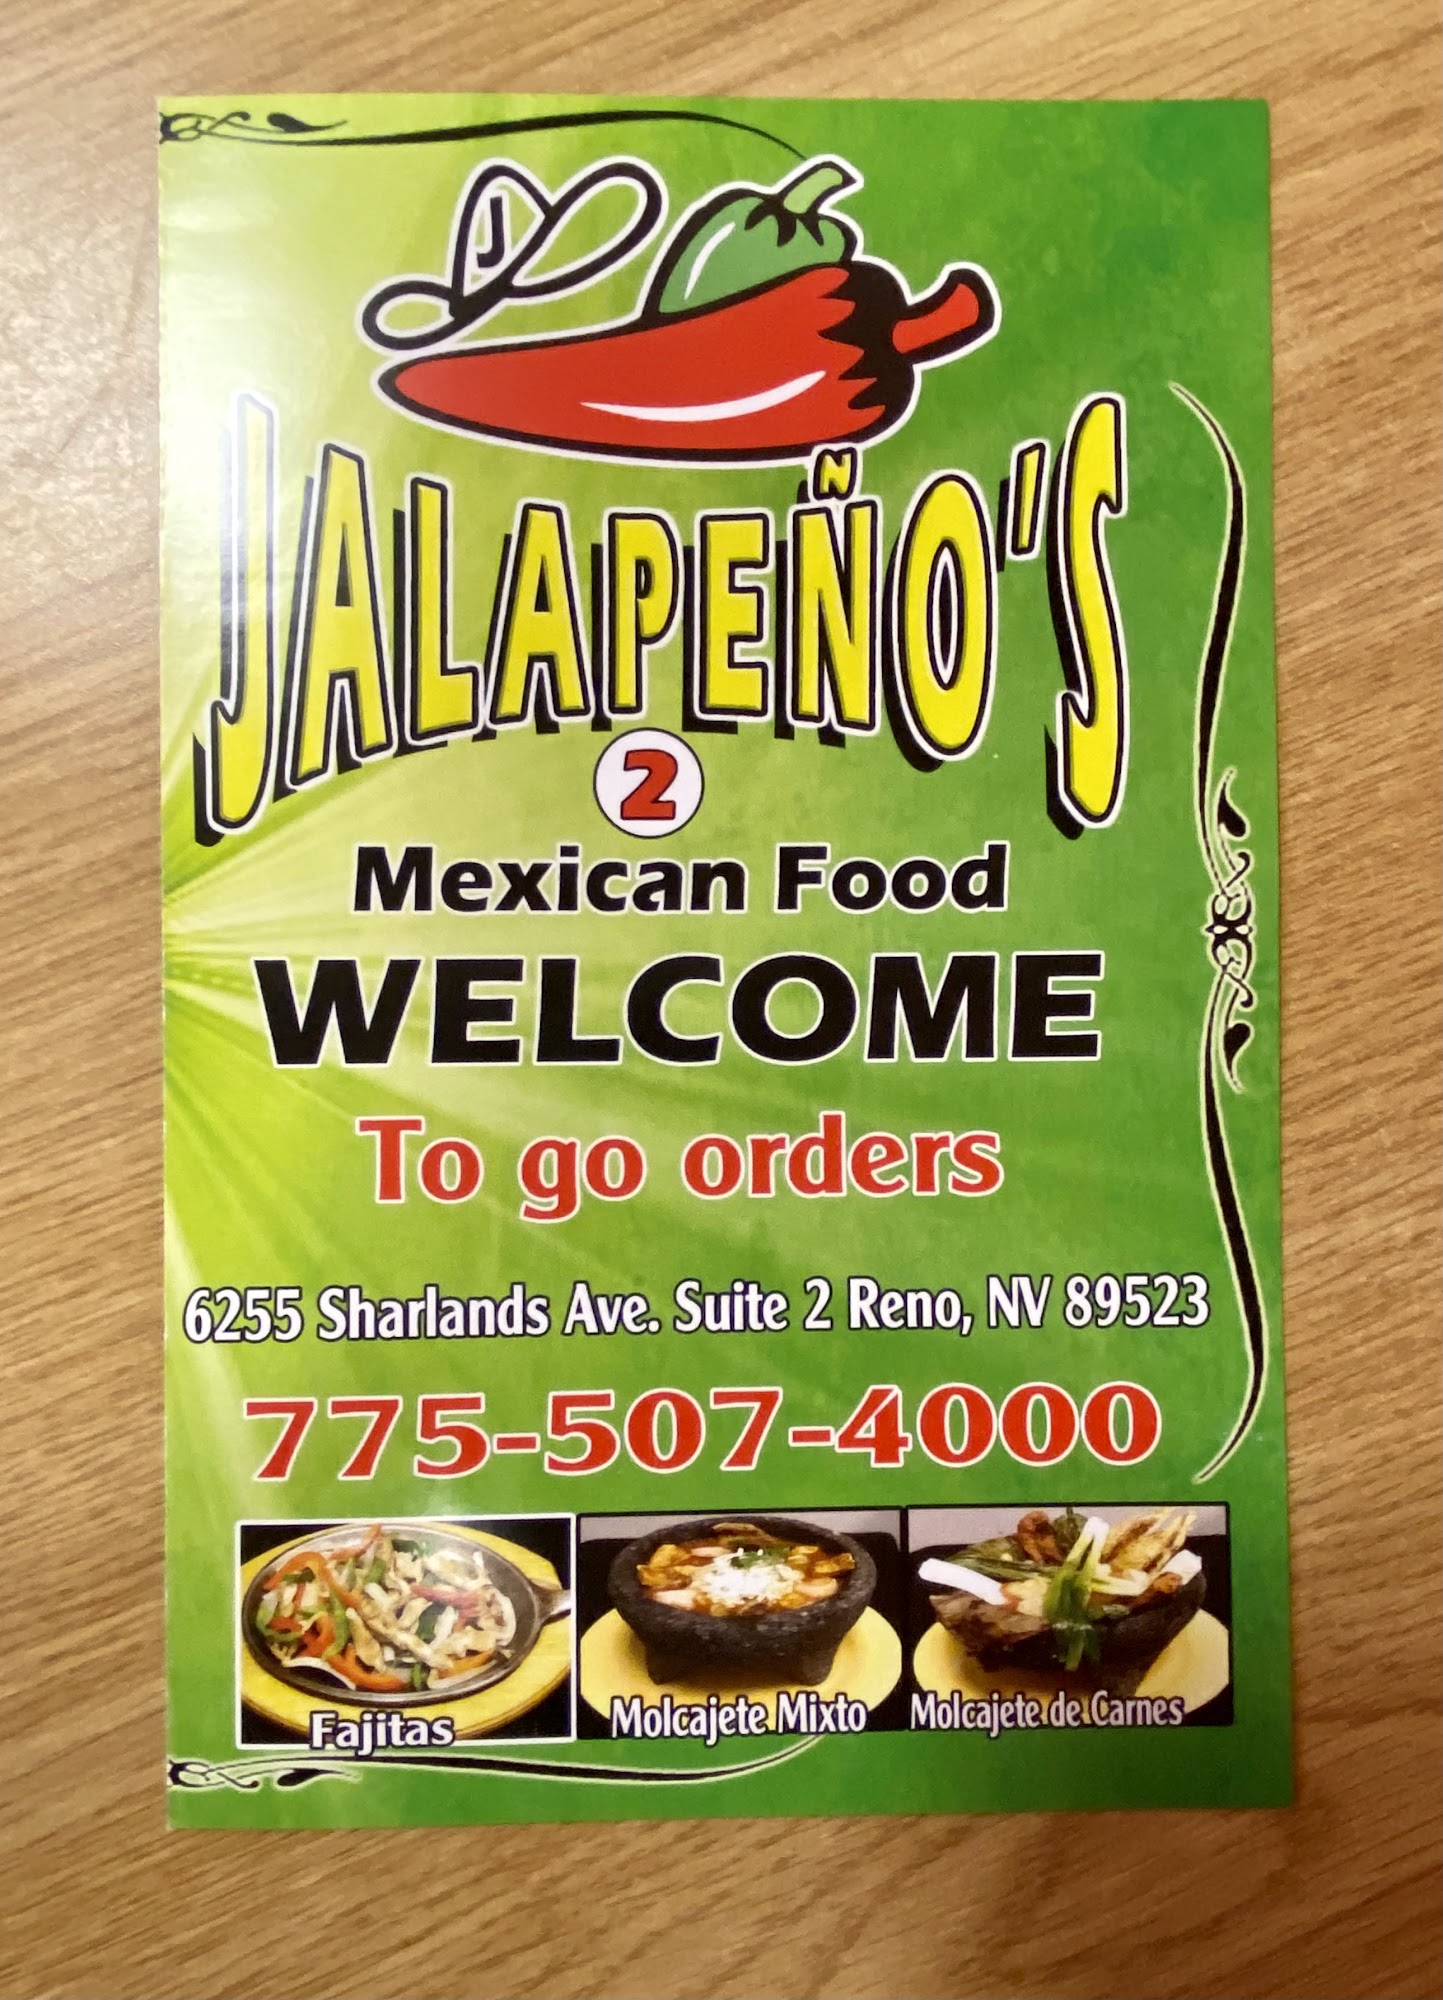 J
JALAPEÑO'S
2
Mexican Food
WELCOME
To go orders
6255 Sharlands Ave. Suite 2 Reno, NV 89523
775-507-4000
Fajitas
Molcajete Mixto
Molcajete de Carnes